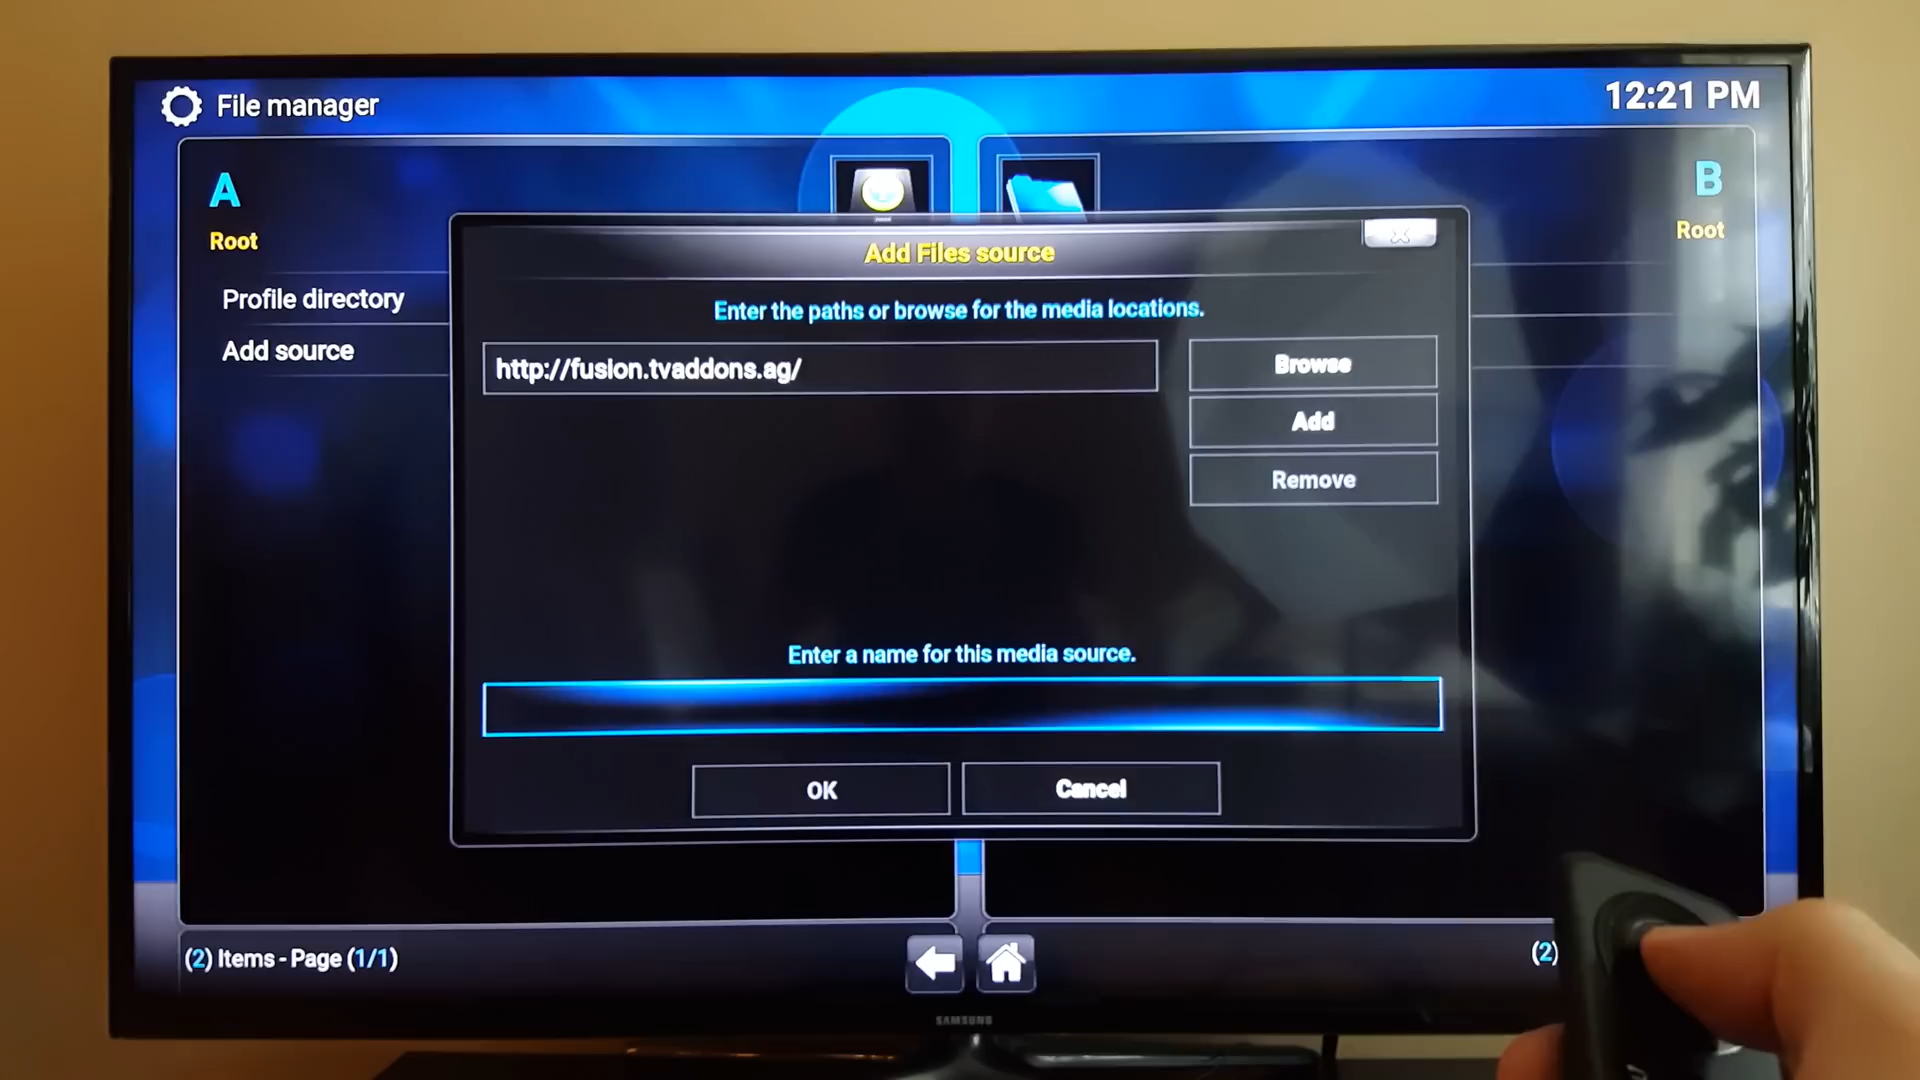 File manager
12:21 PM
A
B
Root
Root
Profile directory
Add source
Add Files source
Enter the paths or browse for the media locations.
http://fusion.tvaddons.ag/
Browse
Add
Remove
Enter a name for this media source.
OK
Cancel
(2) Items - Page (1/1)
(2)
SAMSUNG